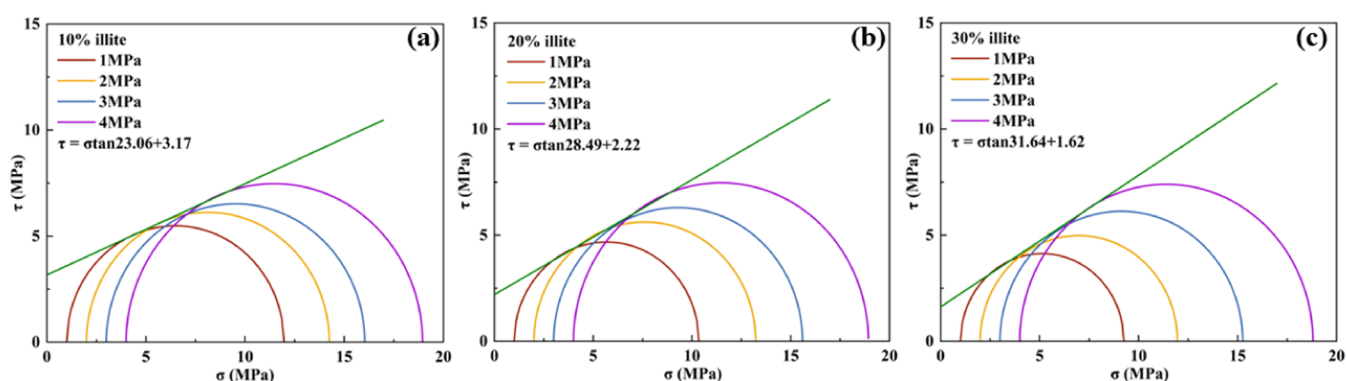 (a)
10% illite
1MPa
2MPa
3MPa
4MPa
τ = σtan23.06+3.17
15
10
5
0
τ (MPa)
0 5 10 15 20
σ (MPa)
(b)
20% illite
1MPa
2MPa
3MPa
4MPa
τ = σtan28.49+2.22
15
10
5
0
τ (MPa)
0 5 10 15 20
σ (MPa)
(c)
30% illite
1MPa
2MPa
3MPa
4MPa
τ = σtan31.64+1.62
15
10
5
0
τ (MPa)
0 5 10 15 20
σ (MPa)